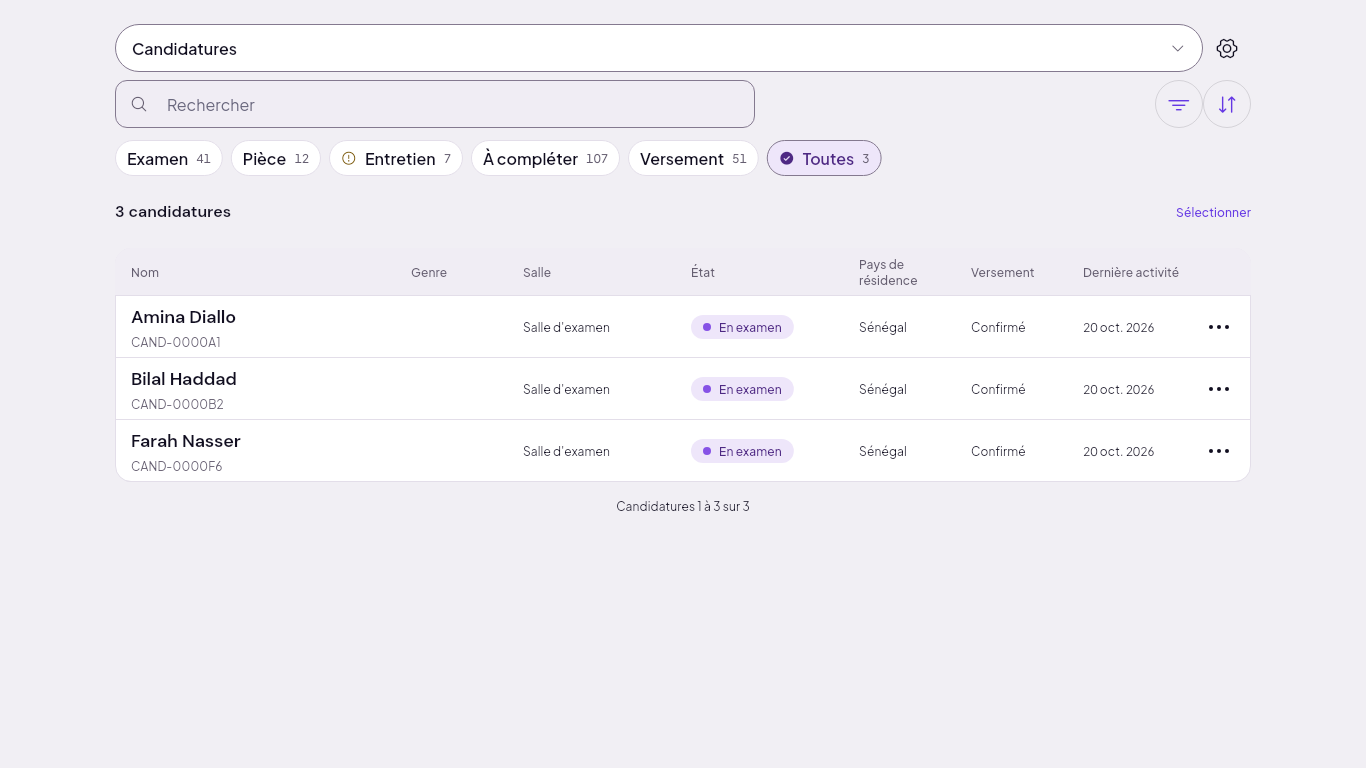 Candidatures
Rechercher
Examen 41 Pièce 12 Entretien 7 À compléter 107 Versement 51 Toutes 3
3 candidatures Sélectionner
Nom Genre Salle État Pays de résidence Versement Dernière activité
Amina Diallo
CAND-0000A1
Salle d'examen En examen Sénégal Confirmé 20 oct. 2026
Bilal Haddad
CAND-0000B2
Salle d'examen En examen Sénégal Confirmé 20 oct. 2026
Farah Nasser
CAND-0000F6
Salle d'examen En examen Sénégal Confirmé 20 oct. 2026
Candidatures 1 à 3 sur 3